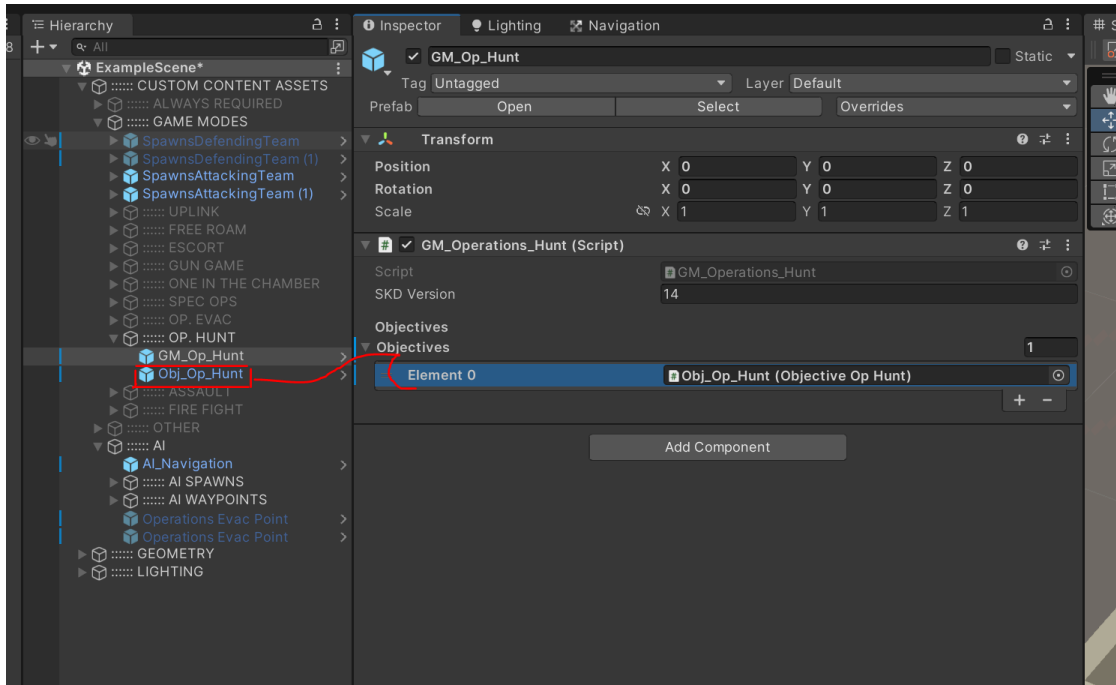 Hierarchy
All
8
ExampleScene*
:::::: CUSTOM CONTENT ASSETS
:::::: ALWAYS REQUIRED
:::::: GAME MODES
SpawnsDefendingTeam
SpawnsDefendingTeam (1)
SpawnsAttackingTeam
SpawnsAttackingTeam (1)
:::::: UPLINK
:::::: FREE ROAM
:::::: ESCORT
:::::: GUN GAME
:::::: ONE IN THE CHAMBER
:::::: SPEC OPS
:::::: OP. EVAC
:::::: OP. HUNT
GM_Op_Hunt
Obj_Op_Hunt
:::::: ASSAULT
:::::: FIRE FIGHT
:::::: OTHER
:::::: AI
AI_Navigation
:::::: AI SPAWNS
:::::: AI WAYPOINTS
Operations Evac Point
Operations Evac Point
:::::: GEOMETRY
:::::: LIGHTING
Inspector Lighting Navigation
GM_Op_Hunt Static
Tag Untagged Layer Default
Prefab Open Select Overrides
Transform
Position X 0 Y 0 Z 0
Rotation X 0 Y 0 Z 0
Scale X 1 Y 1 Z 1
# GM_Operations_Hunt (Script)
Script # GM_Operations_Hunt
SKD Version 14
Objectives
Objectives 1
Element 0 # Obj_Op_Hunt (Objective Op Hunt)
+ -
Add Component
#